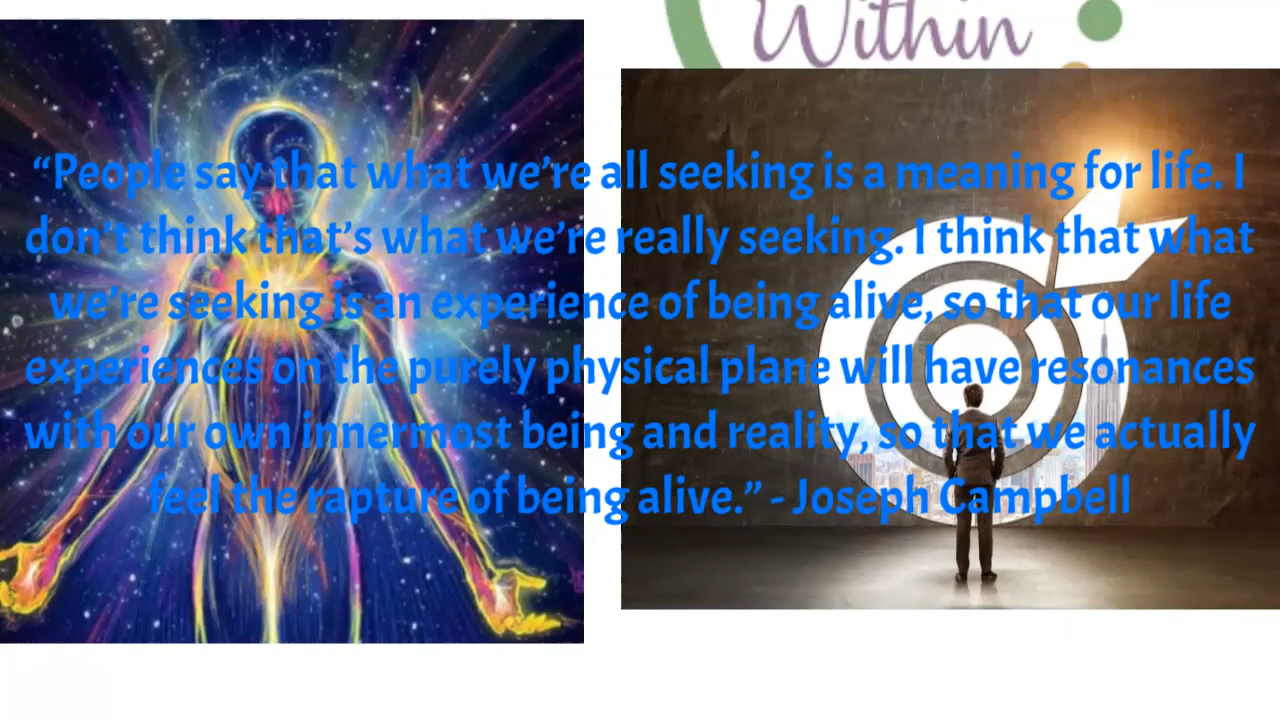 Within
“People say that what we’re all seeking is a meaning for life. I
don’t think that’s what we’re really seeking. I think that what
we’re seeking is an experience of being alive, so that our life
experiences on the purely physical plane will have resonances
with our own innermost being and reality, so that we actually
feel the rapture of being alive.” - Joseph Campbell